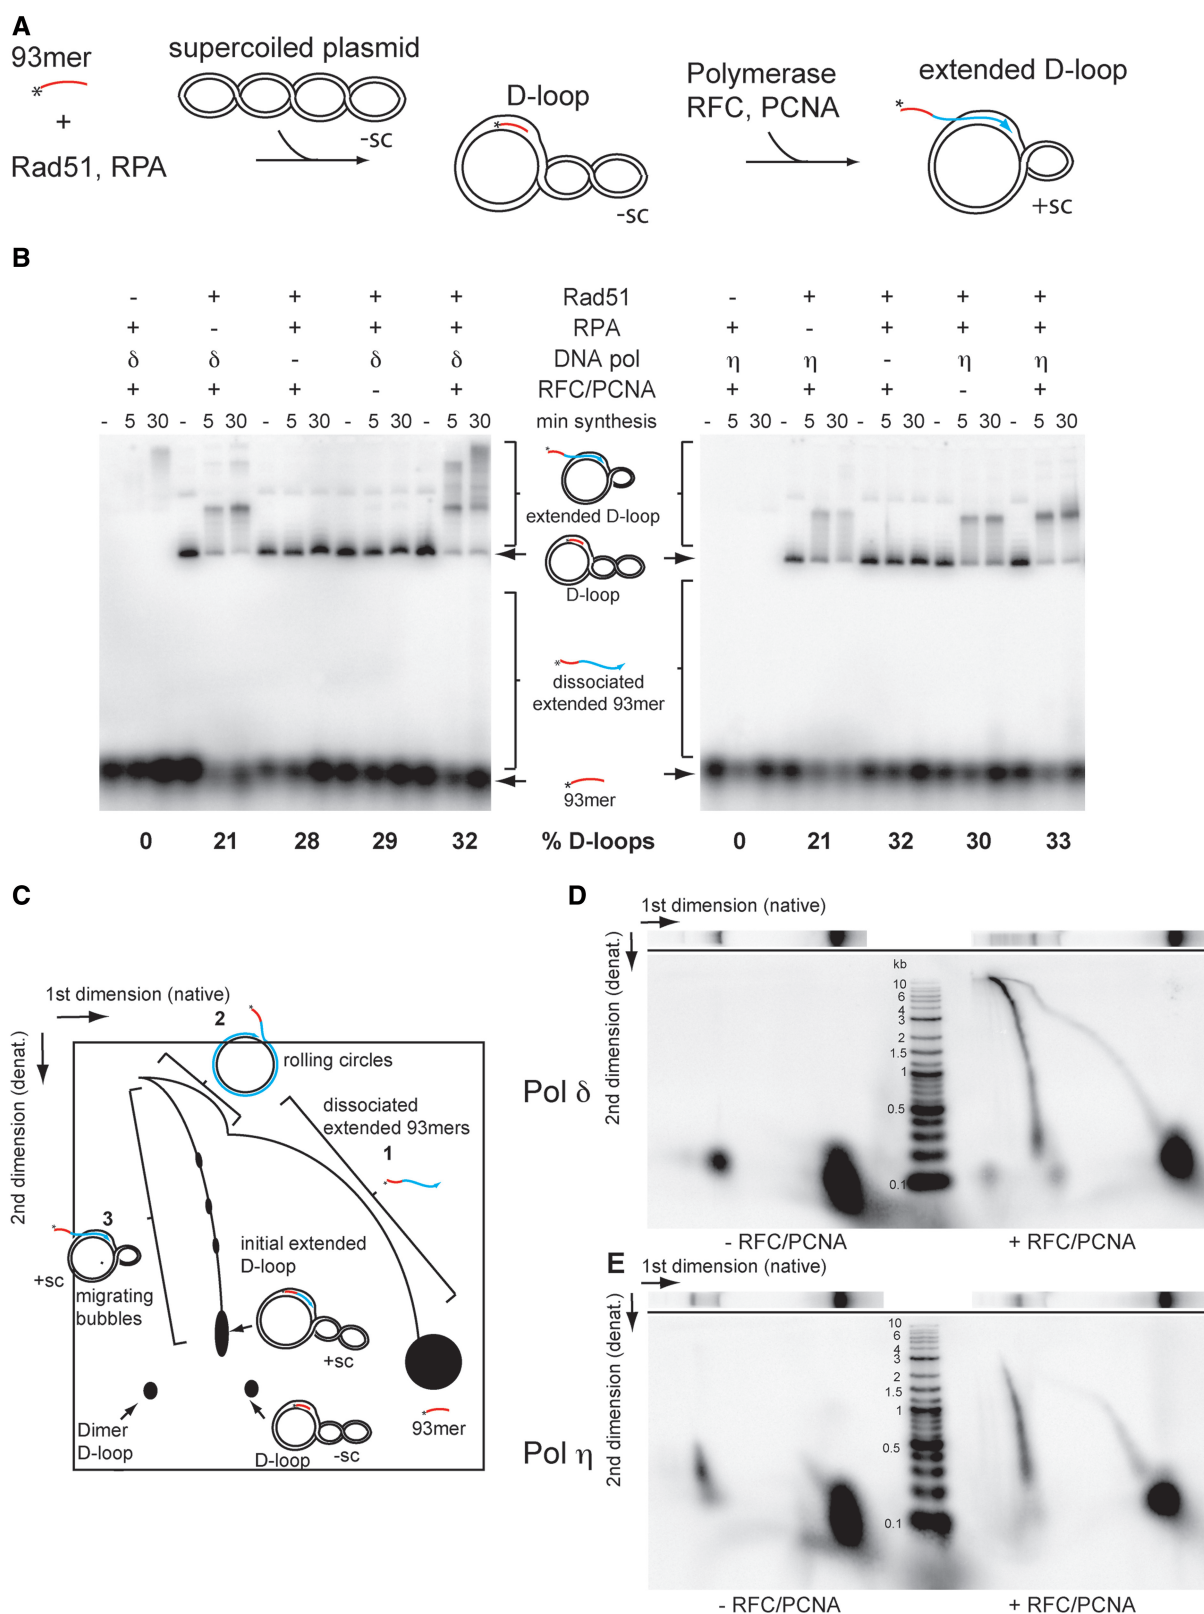 A
93mer
*
+
Rad51, RPA
supercoiled plasmid
-sc
D-loop
*
-sc
Polymerase
RFC, PCNA
extended D-loop
*
+sc
B
- + + + + Rad51 - + + + +
+ - + + + RPA + - + + +
δ δ - δ δ DNA pol η η - η η
+ + + - + RFC/PCNA + + + - +
- 5 30 - 5 30 - 5 30 - 5 30 - 5 30 min synthesis - 5 30 - 5 30 - 5 30 - 5 30 - 5 30
*
extended D-loop
*
D-loop
*
dissociated
extended 93mer
*
93mer
0 21 28 29 32 % D-loops 0 21 32 30 33
C
1st dimension (native)
2nd dimension (denat.)
2
*
rolling circles
dissociated
extended 93mers
1
*
3
*
+sc
migrating
bubbles
initial extended
D-loop
+sc
Dimer
D-loop
D-loop
-sc
93mer
D
1st dimension (native)
2nd dimension (denat.)
Pol δ
kb
10
6
4
3
2
1.5
1
0.5
0.1
- RFC/PCNA
+ RFC/PCNA
E
1st dimension (native)
2nd dimension (denat.)
Pol η
10
6
4
3
2
1.5
1
0.5
0.1
- RFC/PCNA
+ RFC/PCNA